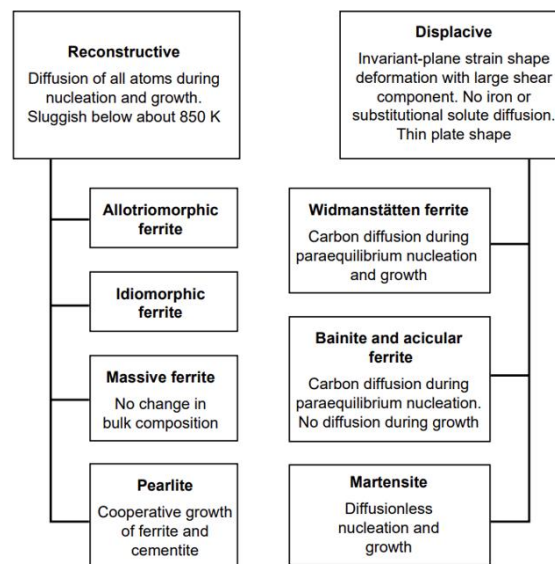 Reconstructive
Diffusion of all atoms during
nucleation and growth.
Sluggish below about 850 K
Displacive
Invariant-plane strain shape
deformation with large shear
component. No iron or
substitutional solute diffusion.
Thin plate shape
Allotriomorphic
ferrite
Idiomorphic
ferrite
Massive ferrite
No change in
bulk composition
Pearlite
Cooperative growth
of ferrite and
cementite
Widmanstätten ferrite
Carbon diffusion during
paraequilibrium nucleation
and growth
Bainite and acicular
ferrite
Carbon diffusion during
paraequilibrium nucleation.
No diffusion during growth
Martensite
Diffusionless
nucleation and
growth